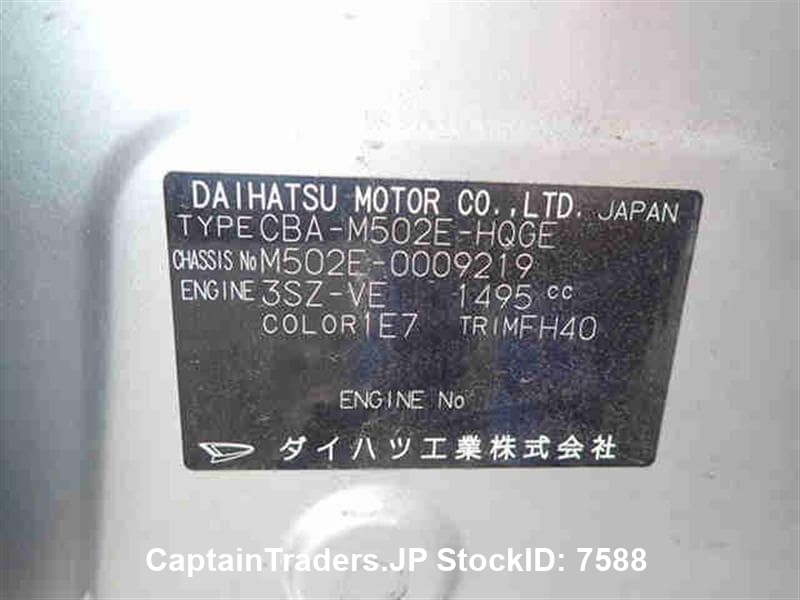 DAIHATSU MOTOR CO.,LTD. JAPAN
TYPE CBA-M502E-HQGE
CHASSIS No M502E-0009219
ENGINE 3SZ-VE 1495 cc
COLOR 1E7 TRIM FH40
ENGINE No
ダイハツ工業株式会社
CaptainTraders.JP StockID: 7588